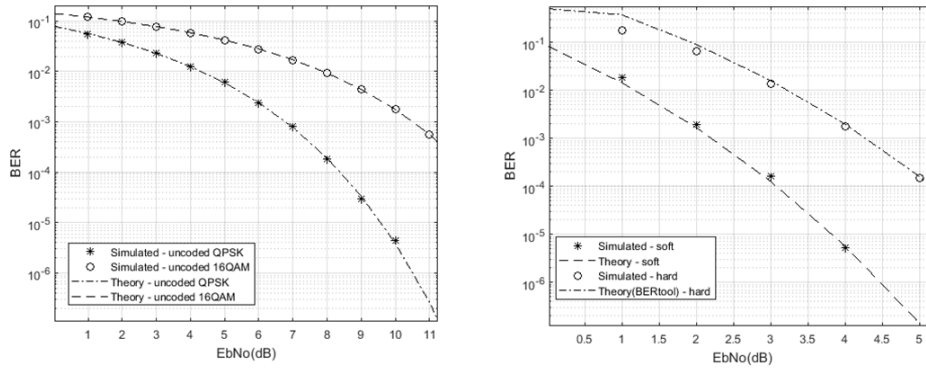 10-1
10-2
10-3
10-4
10-5
10-6
BER
Simulated - uncoded QPSK
Simulated - uncoded 16QAM
Theory - uncoded QPSK
Theory - uncoded 16QAM
1 2 3 4 5 6 7 8 9 10 11
EbNo(dB)
10-1
10-2
10-3
10-4
10-5
10-6
BER
Simulated - soft
Theory - soft
Simulated - hard
Theory(BERtool) - hard
0.5 1 1.5 2 2.5 3 3.5 4 4.5 5
EbNo(dB)